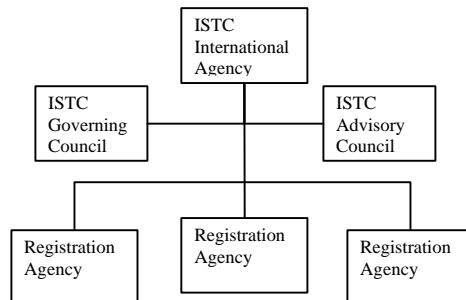 ISTC
International
Agency
ISTC
Governing
Council
ISTC
Advisory
Council
Registration
Agency
Registration
Agency
Registration
Agency